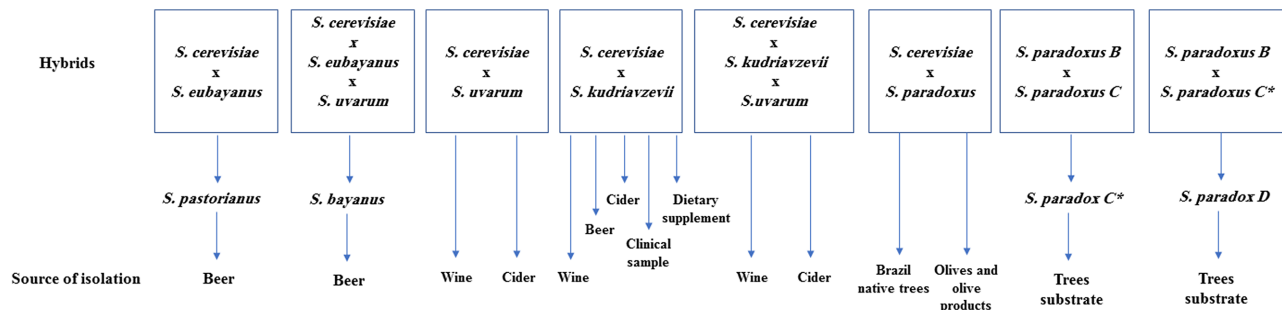 Hybrids
S. cerevisiae
x
S. eubayanus
S. cerevisiae
x
S. eubayanus
x
S. uvarum
S. cerevisiae
x
S. uvarum
S. cerevisiae
x
S. kudriavzevii
S. cerevisiae
x
S. kudriavzevii
x
S.uvarum
S. cerevisiae
x
S. paradoxus
S. paradoxus B
x
S. paradoxus C
S. paradoxus B
x
S. paradoxus C*
S. pastorianus
S. bayanus
Cider
Dietary
supplement
Beer
Clinical
sample
S. paradox C*
S. paradox D
Source of isolation
Beer
Beer
Wine
Cider
Wine
Wine
Cider
Brazil
native trees
Olives and
olive
products
Trees
substrate
Trees
substrate